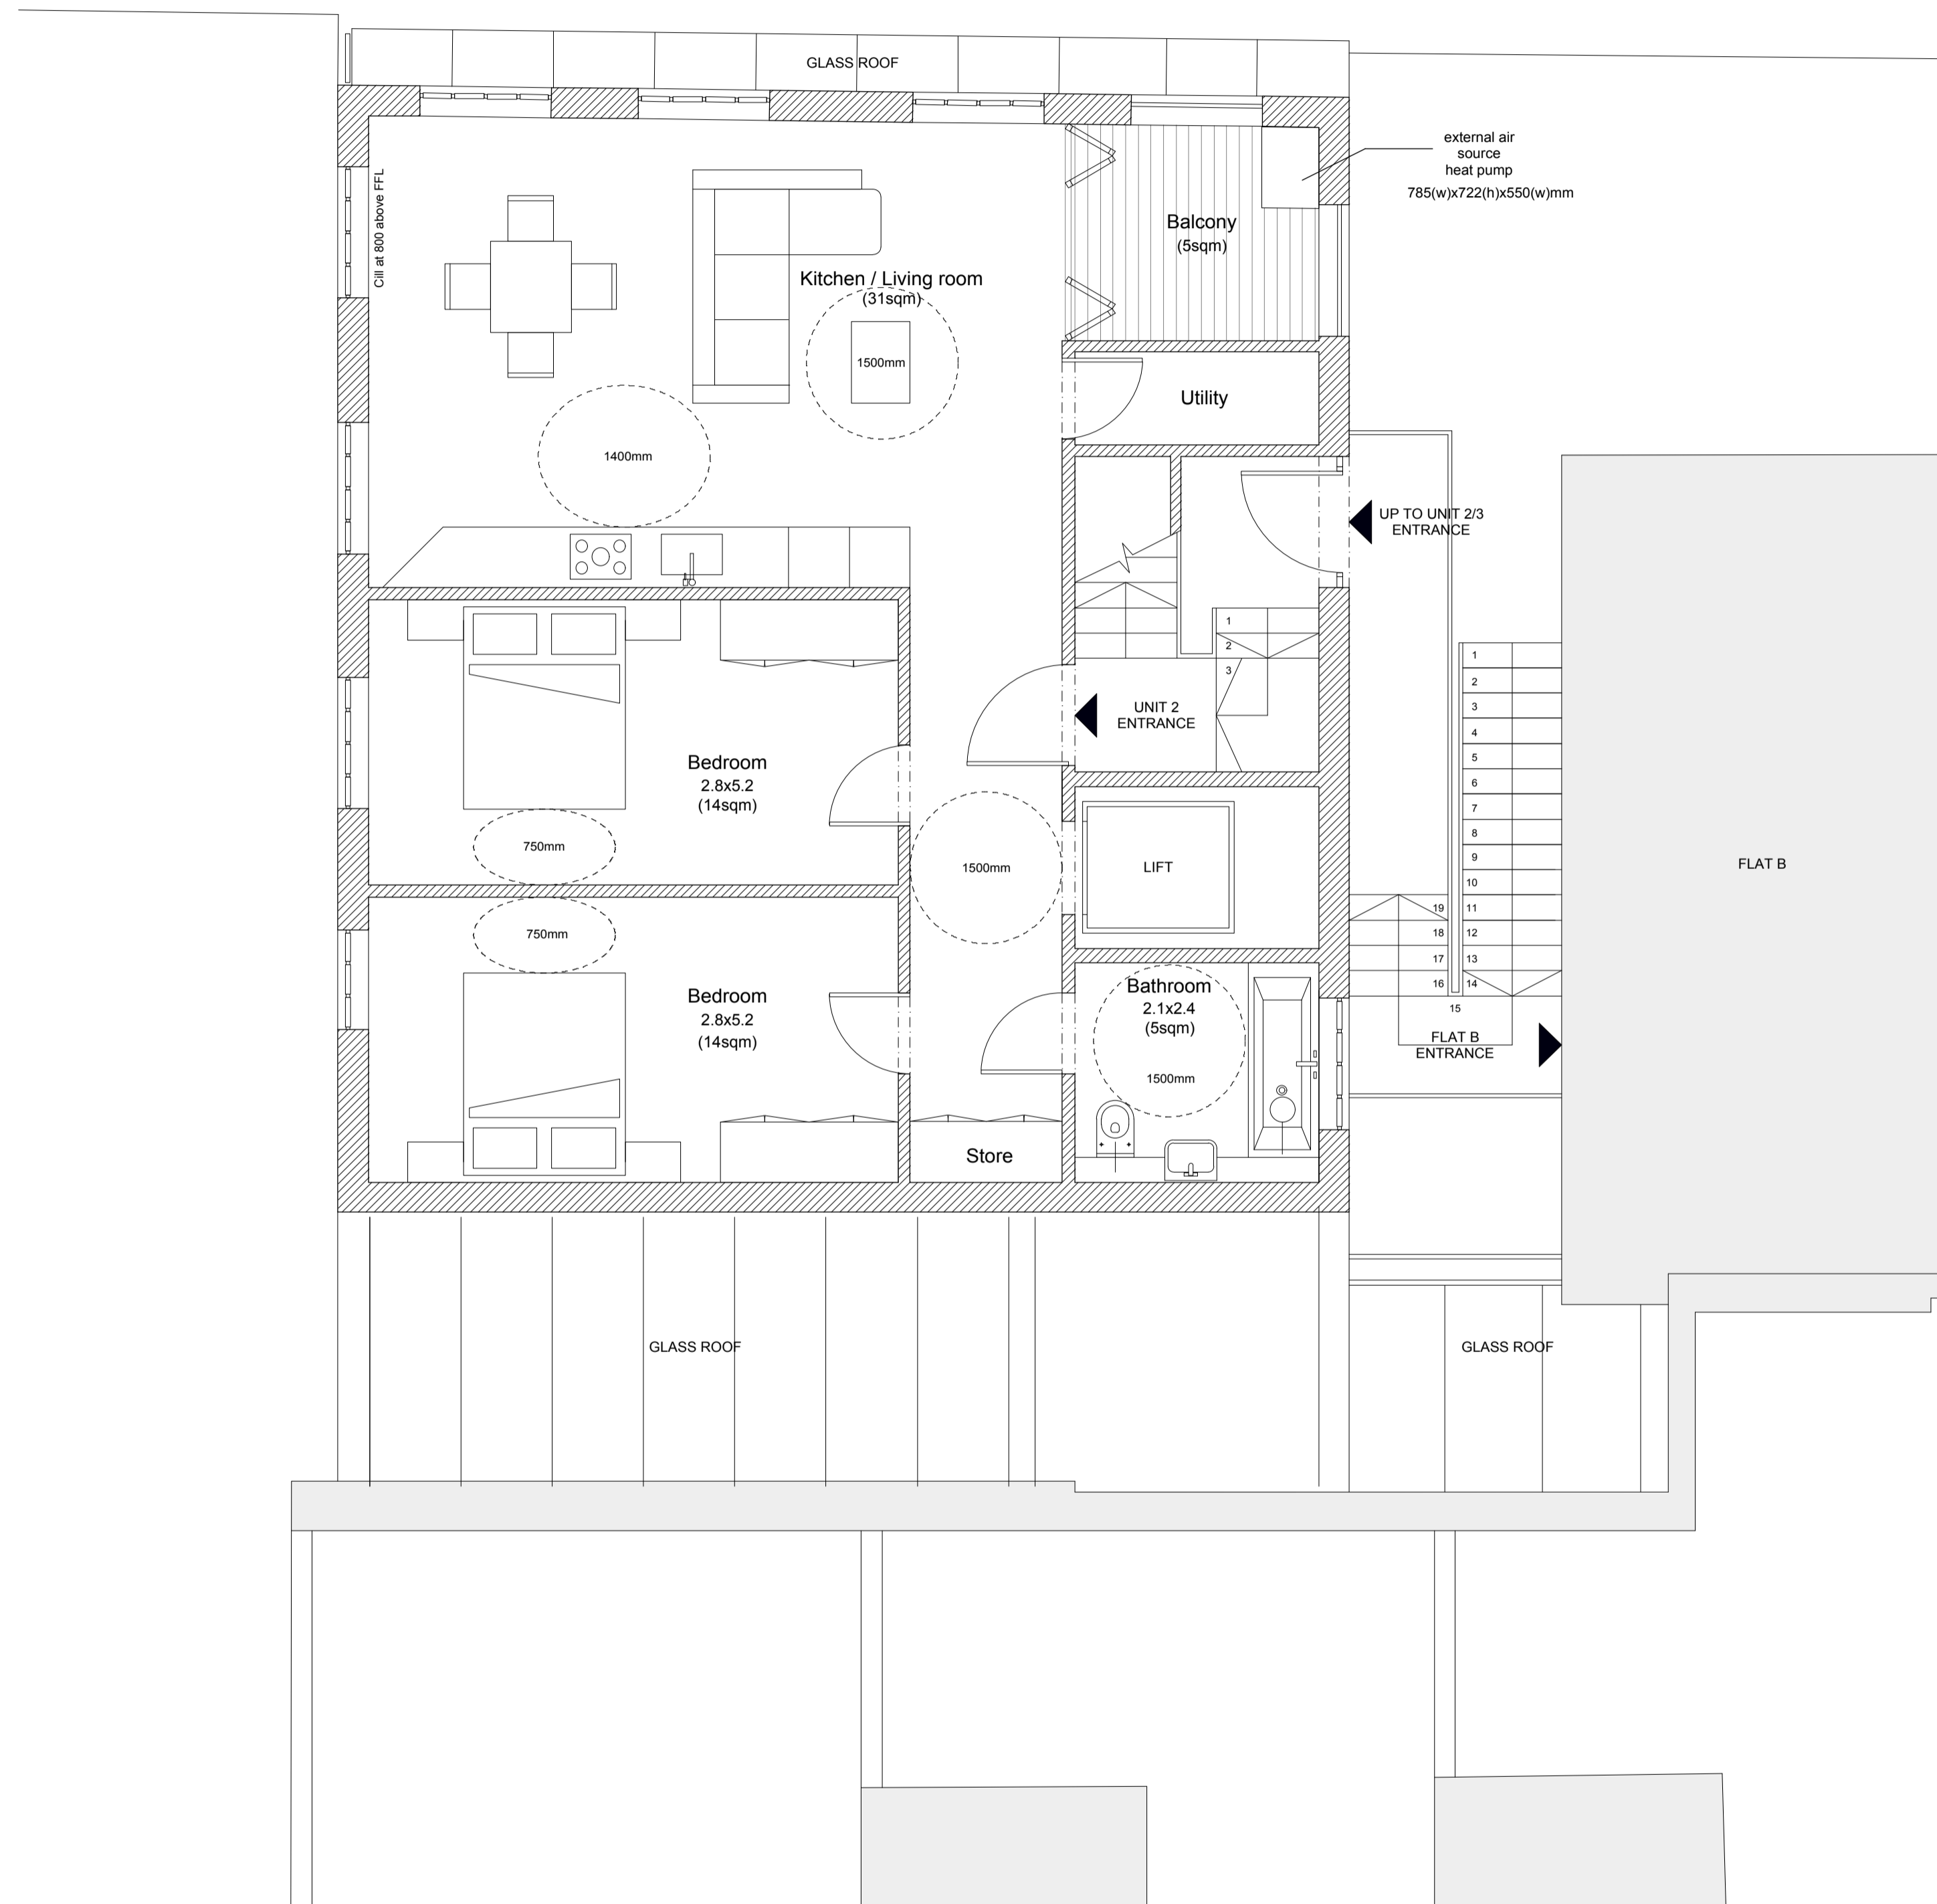 GLASS ROOF
external air
source
heat pump
785(w)x722(h)x550(w)mm
Cill at 800 above FFL
Balcony
(5sqm)
Kitchen / Living room
(31sqm)
1500mm
Utility
1400mm
UP TO UNIT 2/3
ENTRANCE
1
2
3
UNIT 2
ENTRANCE
1
2
3
4
5
6
7
8
9
10
11
12
13
14
15
16
17
18
19
Bedroom
2.8x5.2
(14sqm)
750mm
1500mm
LIFT
FLAT B
750mm
Bedroom
2.8x5.2
(14sqm)
Bathroom
2.1x2.4
(5sqm)
1500mm
FLAT B
ENTRANCE
Store
GLASS ROOF
GLASS ROOF